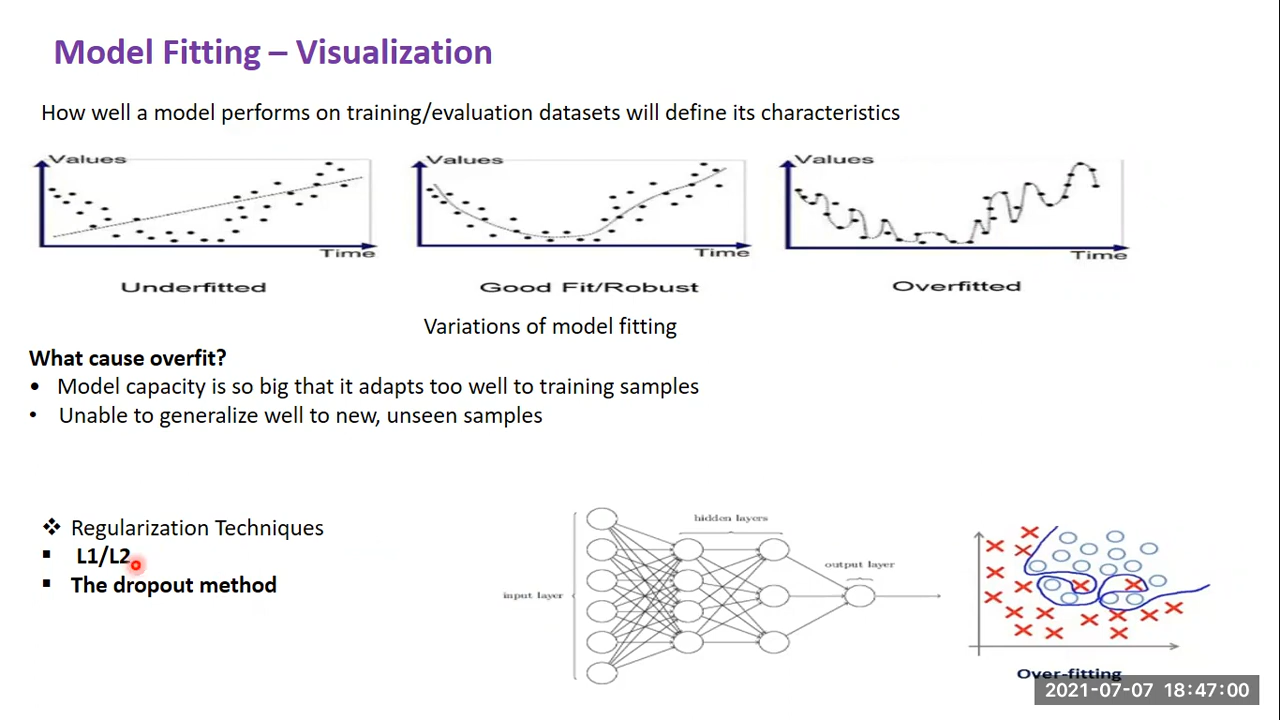 Model Fitting – Visualization
How well a model performs on training/evaluation datasets will define its characteristics
Values
Values
Values
Time
Time
Time
Underfitted
Good Fit/Robust
Overfitted
Variations of model fitting
What cause overfit?
• Model capacity is so big that it adapts too well to training samples
• Unable to generalize well to new, unseen samples
❖ Regularization Techniques
▪ L1/L2
▪ The dropout method
hidden layers
output layer
input layer
Over-fitting
2021-07-07 18:47:00